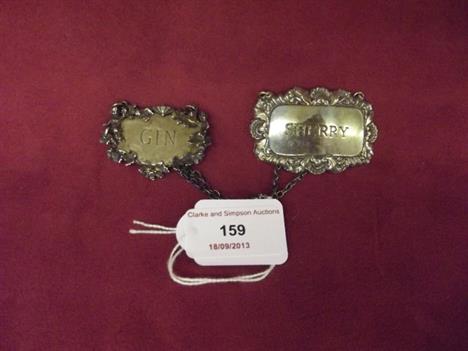 GIN
SHERRY
Clarke and Simpson Auctions
159
18/09/2013